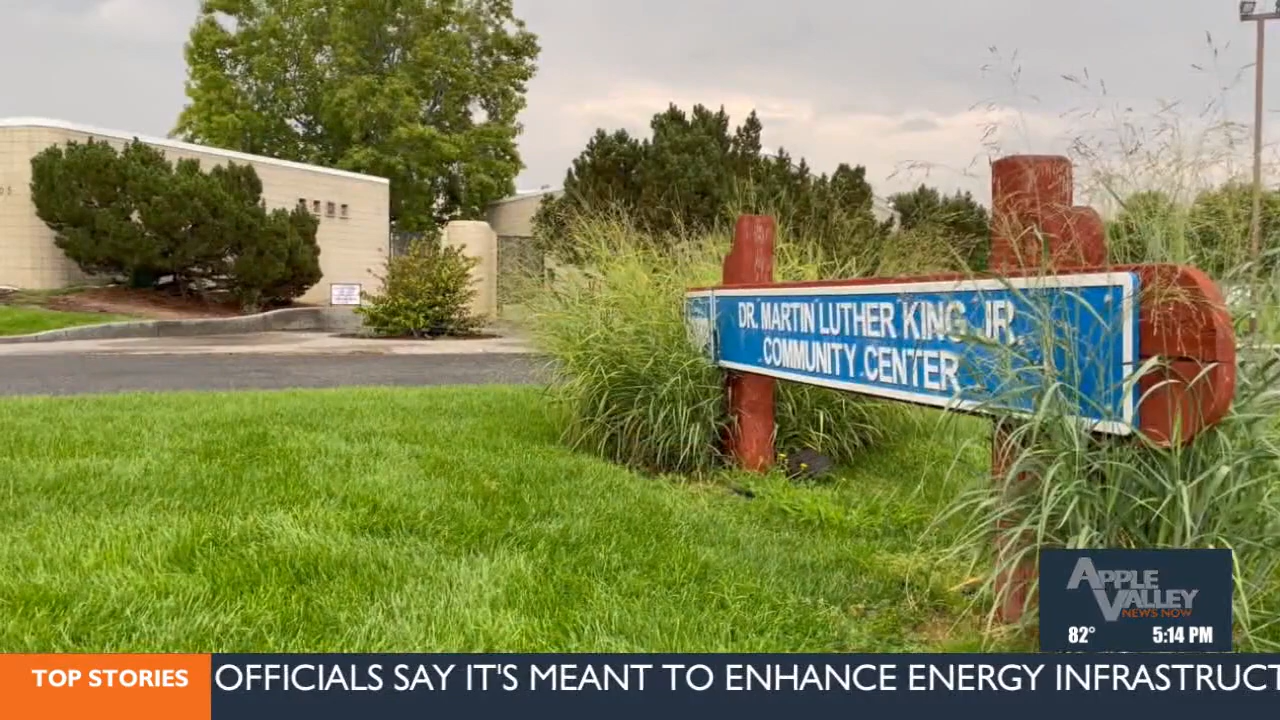 DR. MARTIN LUTHER KING, JR.
COMMUNITY CENTER
APPLE
VALLEY
NEWS NOW
82° 5:14 PM
TOP STORIES OFFICIALS SAY IT'S MEANT TO ENHANCE ENERGY INFRASTRUCT